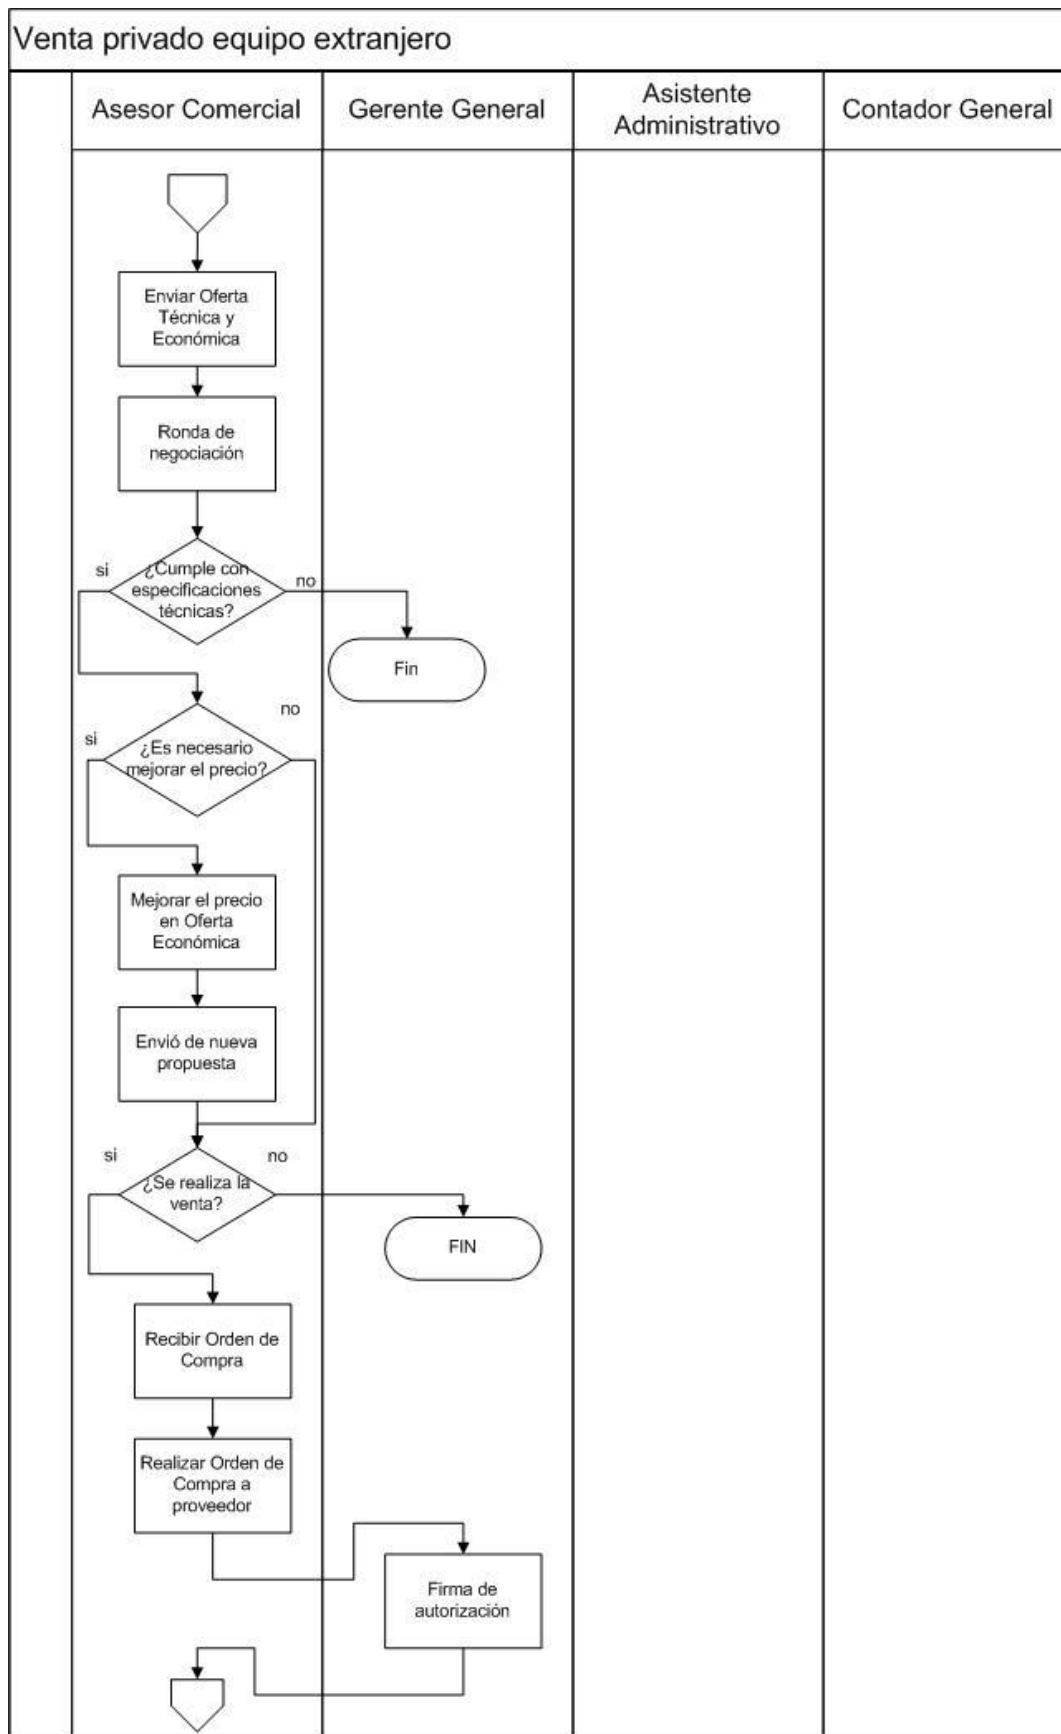 Venta privado equipo extranjero
Asesor Comercial
Gerente General
Asistente
Administrativo
Contador General
Enviar Oferta
Técnica y
Económica
Ronda de
negociación
si
¿Cumple con
especificaciones
técnicas?
no
Fin
si
¿Es necesario
mejorar el precio?
no
Mejorar el precio
en Oferta
Económica
Envió de nueva
propuesta
si
¿Se realiza la
venta?
no
FIN
Recibir Orden de
Compra
Realizar Orden de
Compra a
proveedor
Firma de
autorización